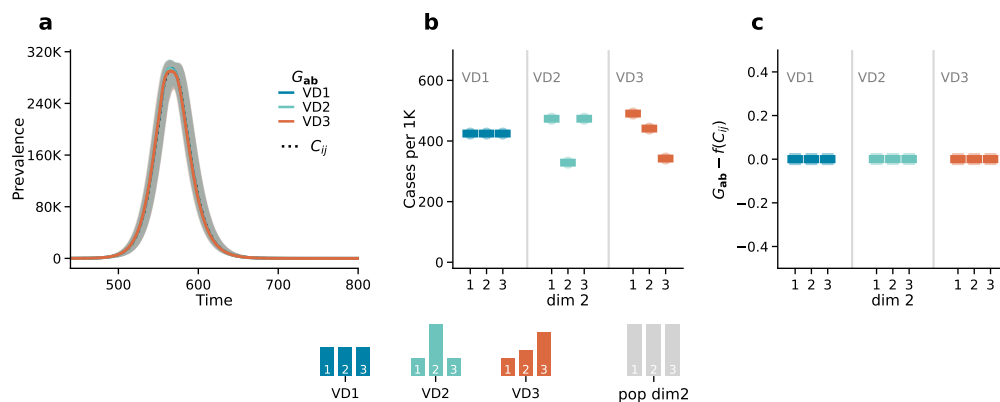 a
320K
240K
160K
80K
0
Prevalence
500
600
700
800
Time
G_ab
VD1
VD2
VD3
C_ij
b
600
400
200
0
Cases per 1K
VD1
VD2
VD3
1 2 3
1 2 3
1 2 3
dim 2
c
0.4
0.2
0.0
−0.2
−0.4
G_ab − f(C_ij)
VD1
VD2
VD3
1 2 3
1 2 3
1 2 3
dim 2
1 2 3
VD1
1 2 3
VD2
1 2 3
VD3
1 2 3
pop dim2